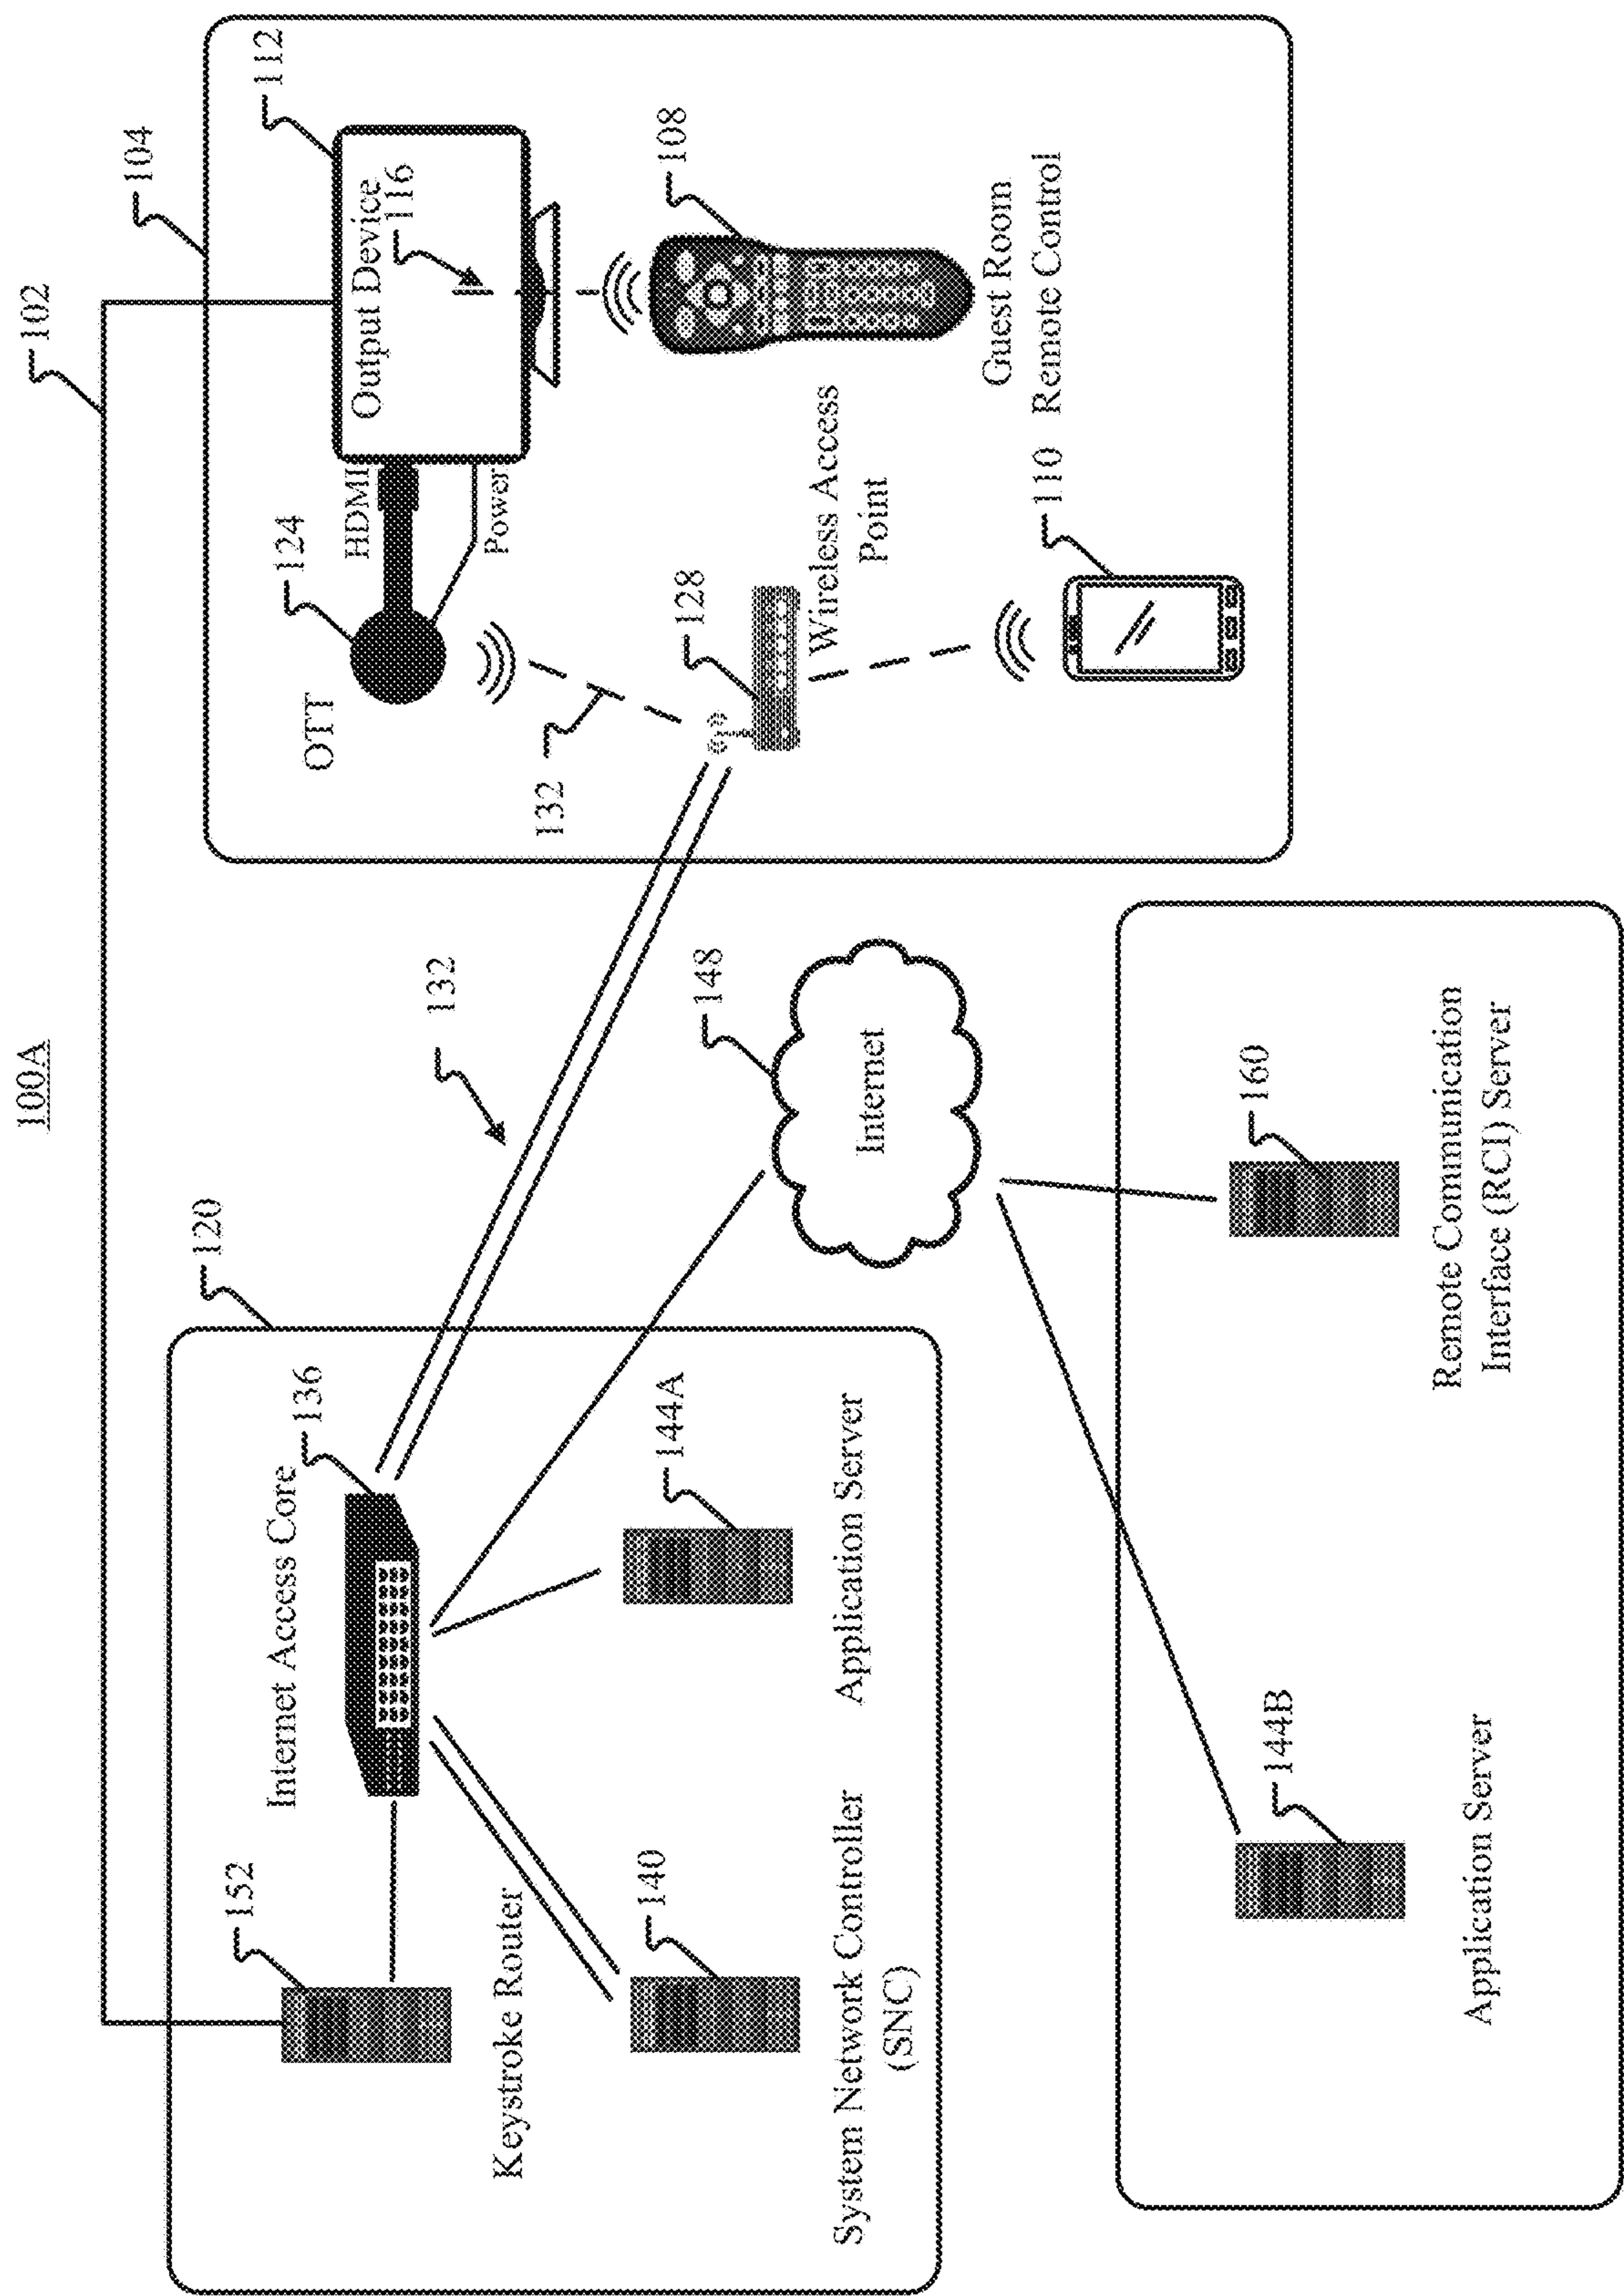 100A
102
104
112
Output Device
116
HDMI
Power
124
OTT
132
128
Wireless Access
Point
108
Guest Room
Remote Control
110
132
148
Internet
120
Internet Access Core
136
152
Keystroke Router
144A
Application Server
140
System Network Controller
(SNC)
160
Remote Communication
Interface (RCI) Server
144B
Application Server